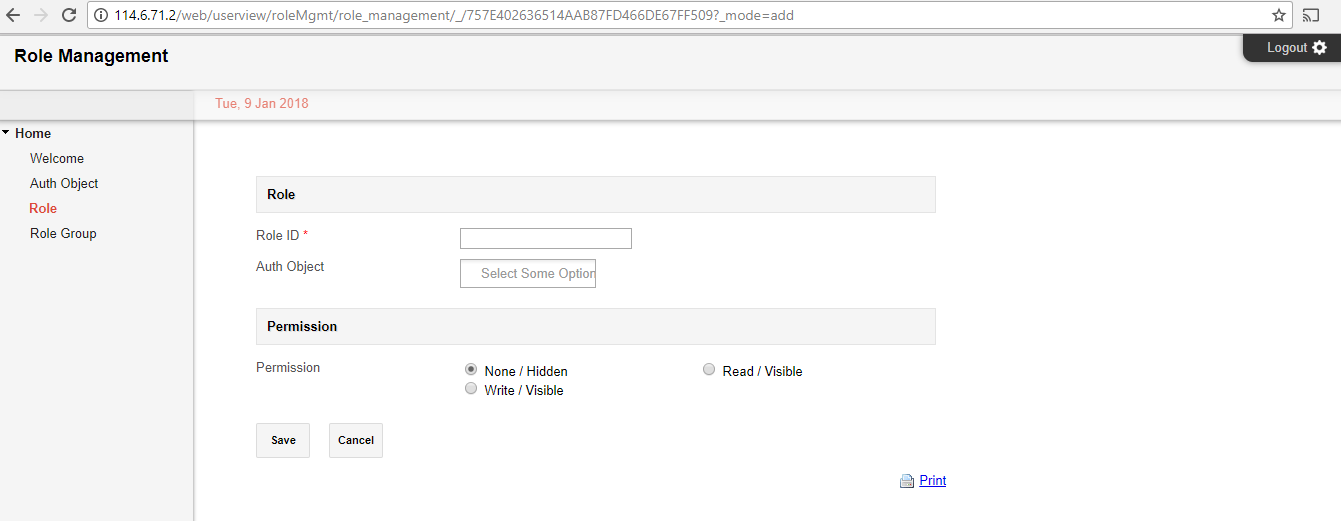 114.6.71.2/web/userview/roleMgmt/role_management/_/757E402636514AAB87FD466DE67FF509?_mode=add
Role Management
Logout
Tue, 9 Jan 2018
Home
Welcome
Auth Object
Role
Role Group
Role
Role ID *
Auth Object
Select Some Option
Permission
Permission
None / Hidden
Read / Visible
Write / Visible
Save
Cancel
Print